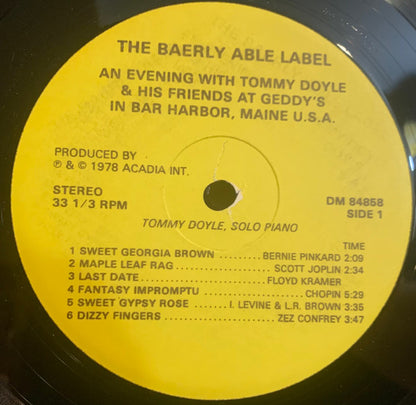 THE BAERLY ABLE LABEL
AN EVENING WITH TOMMY DOYLE
& HIS FRIENDS AT GEDDY'S
IN BAR HARBOR, MAINE U.S.A.
PRODUCED BY
℗ & © 1978 ACADIA INT.
STEREO
33 1/3 RPM
DM 84858
SIDE 1
TOMMY DOYLE, SOLO PIANO
TIME
1 SWEET GEORGIA BROWN .......... BERNIE PINKARD 2:09
2 MAPLE LEAF RAG .................... SCOTT JOPLIN 2:34
3 LAST DATE ............................ FLOYD KRAMER
4 FANTASY IMPROMPTU ..................... CHOPIN 5:29
5 SWEET GYPSY ROSE ....... I. LEVINE & L.R. BROWN 3:35
6 DIZZY FINGERS ......................... ZEZ CONFREY 3:47